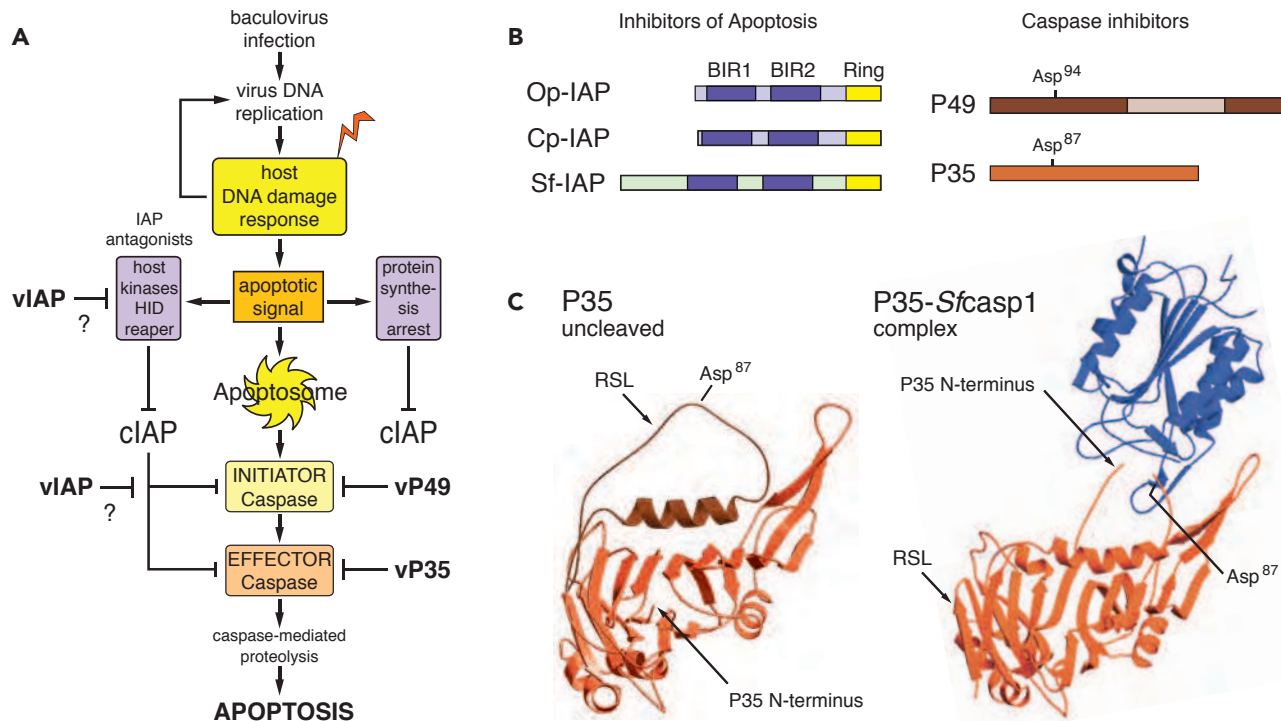 A
baculovirus
infection
virus DNA
replication
host
DNA damage
response
IAP
antagonists
host
kinases
HID
reaper
vIAP
?
apoptotic
signal
protein
synthe-
sis
arrest
Apoptosome
cIAP
cIAP
vIAP
?
INITIATOR
Caspase
vP49
EFFECTOR
Caspase
vP35
caspase-mediated
proteolysis
APOPTOSIS
B
Inhibitors of Apoptosis
BIR1 BIR2 Ring
Op-IAP
Cp-IAP
Sf-IAP
Caspase inhibitors
Asp94
P49
Asp87
P35
C
P35
uncleaved
RSL
Asp87
P35 N-terminus
P35-Sfcasp1
complex
P35 N-terminus
RSL
Asp87